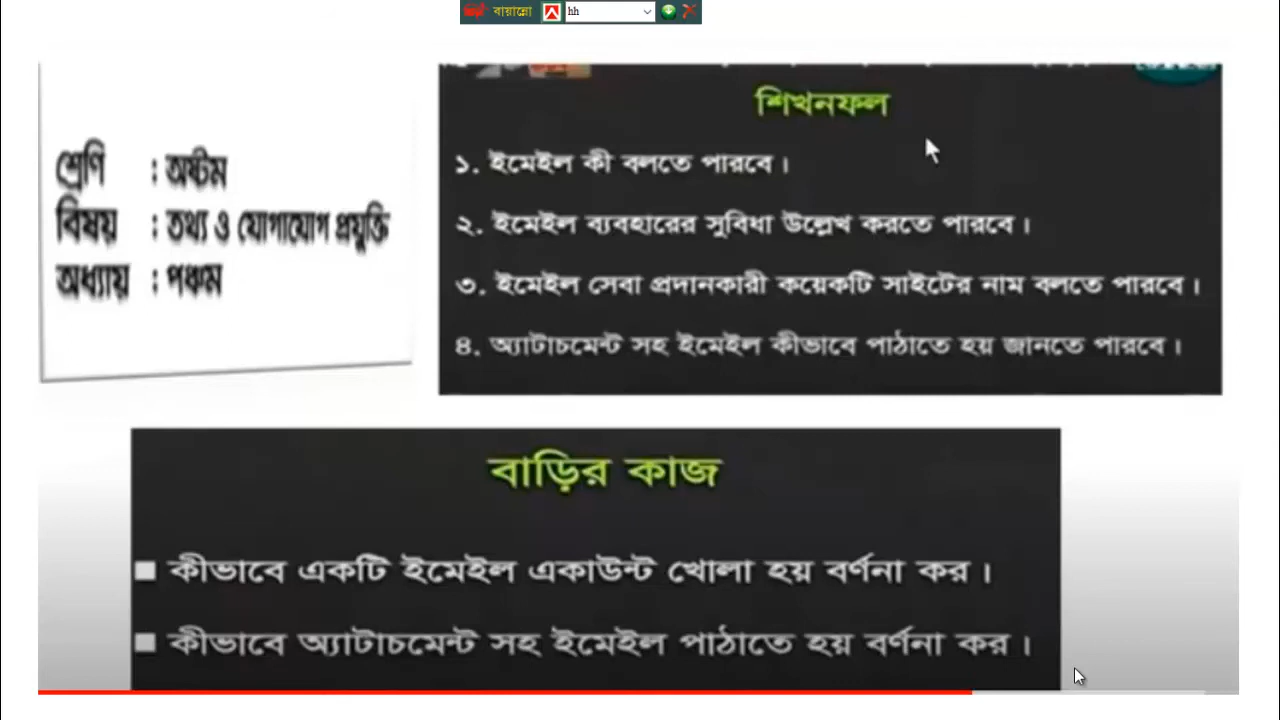 বায়ান্নো
hh
শ্রেণি : অষ্টম
বিষয় : তথ্য ও যোগাযোগ প্রযুক্তি
অধ্যায় : পঞ্চম
শিখনফল
১. ইমেইল কী বলতে পারবে।
২. ইমেইল ব্যবহারের সুবিধা উল্লেখ করতে পারবে।
৩. ইমেইল সেবা প্রদানকারী কয়েকটি সাইটের নাম বলতে পারবে।
৪. অ্যাটাচমেন্ট সহ ইমেইল কীভাবে পাঠাতে হয় জানতে পারবে।
বাড়ির কাজ
কীভাবে একটি ইমেইল একাউন্ট খোলা হয় বর্ণনা কর।
কীভাবে অ্যাটাচমেন্ট সহ ইমেইল পাঠাতে হয় বর্ণনা কর।